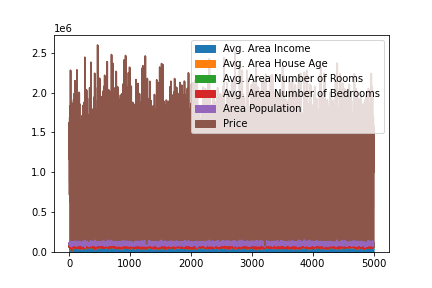 1e6
2.5
2.0
1.5
1.0
0.5
0.0
Avg. Area Income
Avg. Area House Age
Avg. Area Number of Rooms
Avg. Area Number of Bedrooms
Area Population
Price
0 1000 2000 3000 4000 5000